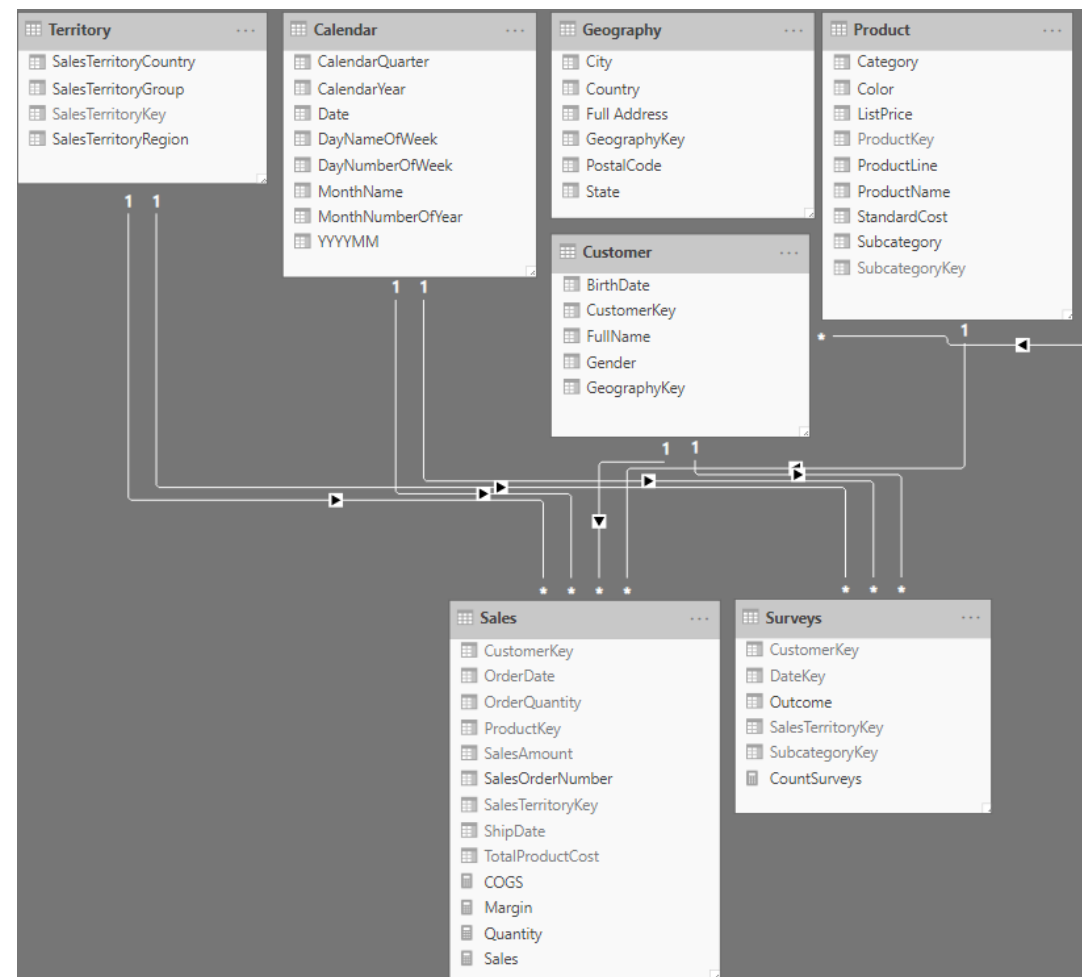 Territory ...
SalesTerritoryCountry
SalesTerritoryGroup
SalesTerritoryKey
SalesTerritoryRegion
Calendar ...
CalendarQuarter
CalendarYear
Date
DayNameOfWeek
DayNumberOfWeek
MonthName
MonthNumberOfYear
YYYYMM
Geography ...
City
Country
Full Address
GeographyKey
PostalCode
State
Product ...
Category
Color
ListPrice
ProductKey
ProductLine
ProductName
StandardCost
Subcategory
SubcategoryKey
Customer ...
BirthDate
CustomerKey
FullName
Gender
GeographyKey
1 1
1 1
*
1
1 1
* * * *
* * *
Sales ...
CustomerKey
OrderDate
OrderQuantity
ProductKey
SalesAmount
SalesOrderNumber
SalesTerritoryKey
ShipDate
TotalProductCost
COGS
Margin
Quantity
Sales
Surveys ...
CustomerKey
DateKey
Outcome
SalesTerritoryKey
SubcategoryKey
CountSurveys